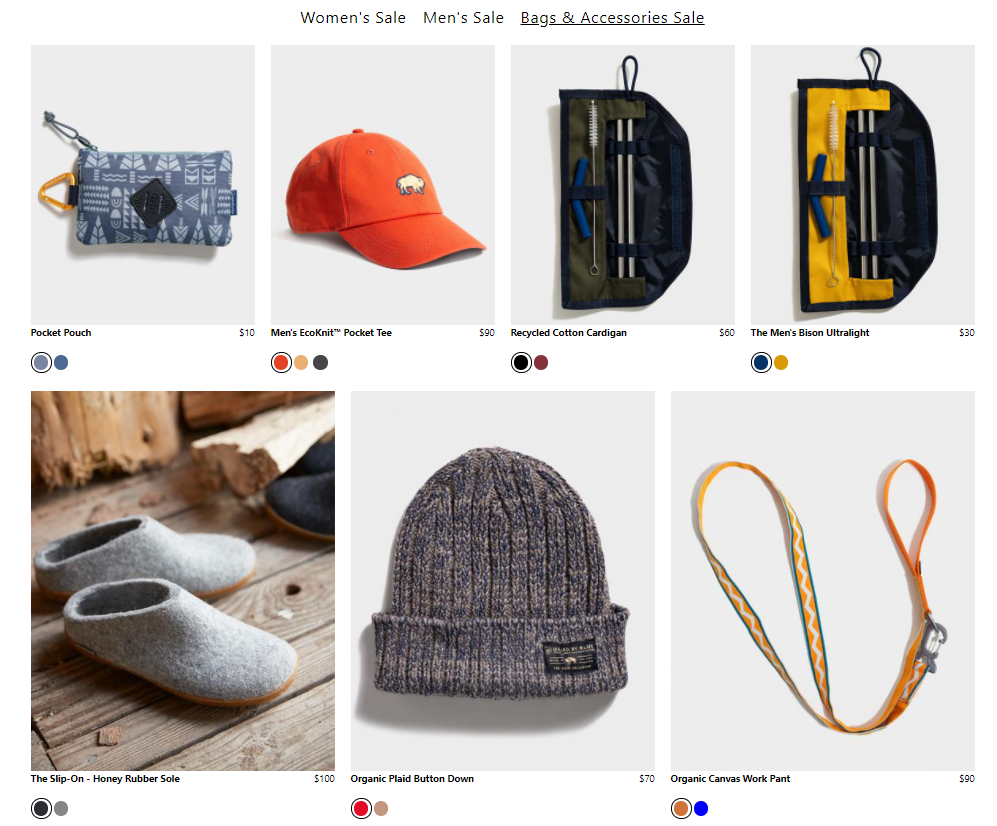 Women's Sale Men's Sale Bags & Accessories Sale
Pocket Pouch $10
Men's EcoKnit™ Pocket Tee $90
Recycled Cotton Cardigan $60
The Men's Bison Ultralight $30
The Slip-On - Honey Rubber Sole $100
Organic Plaid Button Down $70
Organic Canvas Work Pant $90